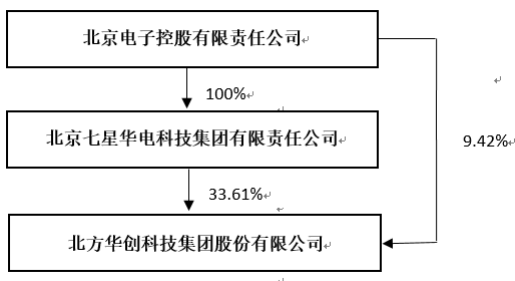 北京电子控股有限责任公司
100%
北京七星华电科技集团有限责任公司
9.42%
33.61%
北方华创科技集团股份有限公司